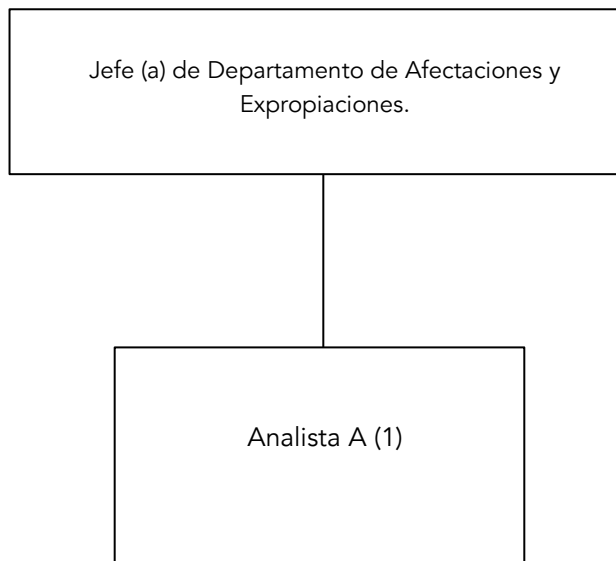 Jefe (a) de Departamento de Afectaciones y
Expropiaciones.
Analista A (1)